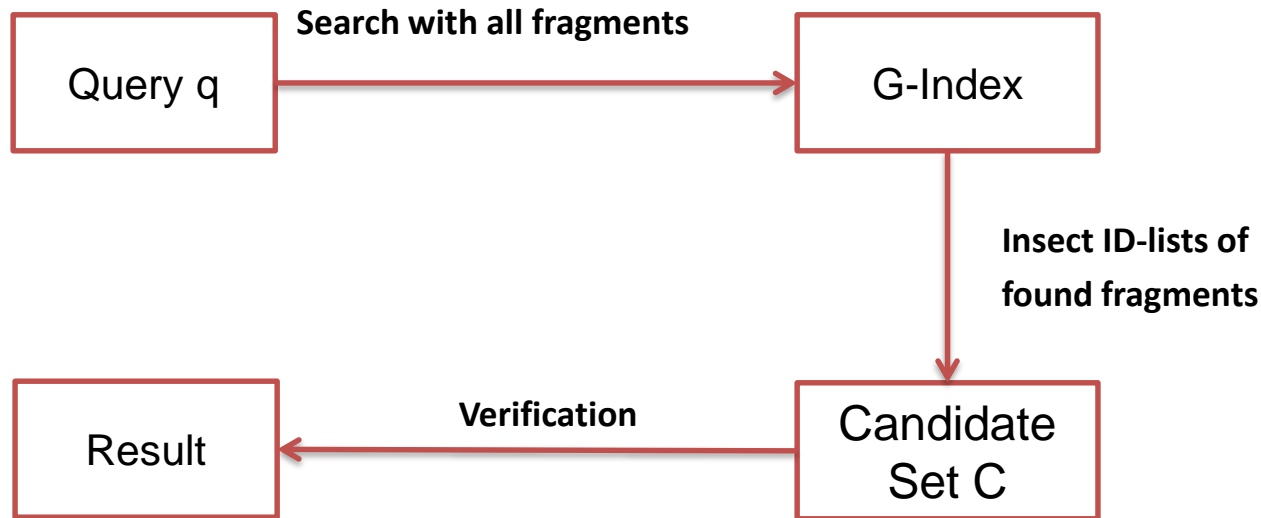 Search with all fragments
Query q
G-Index
Insect ID-lists of
found fragments
Candidate
Set C
Verification
Result